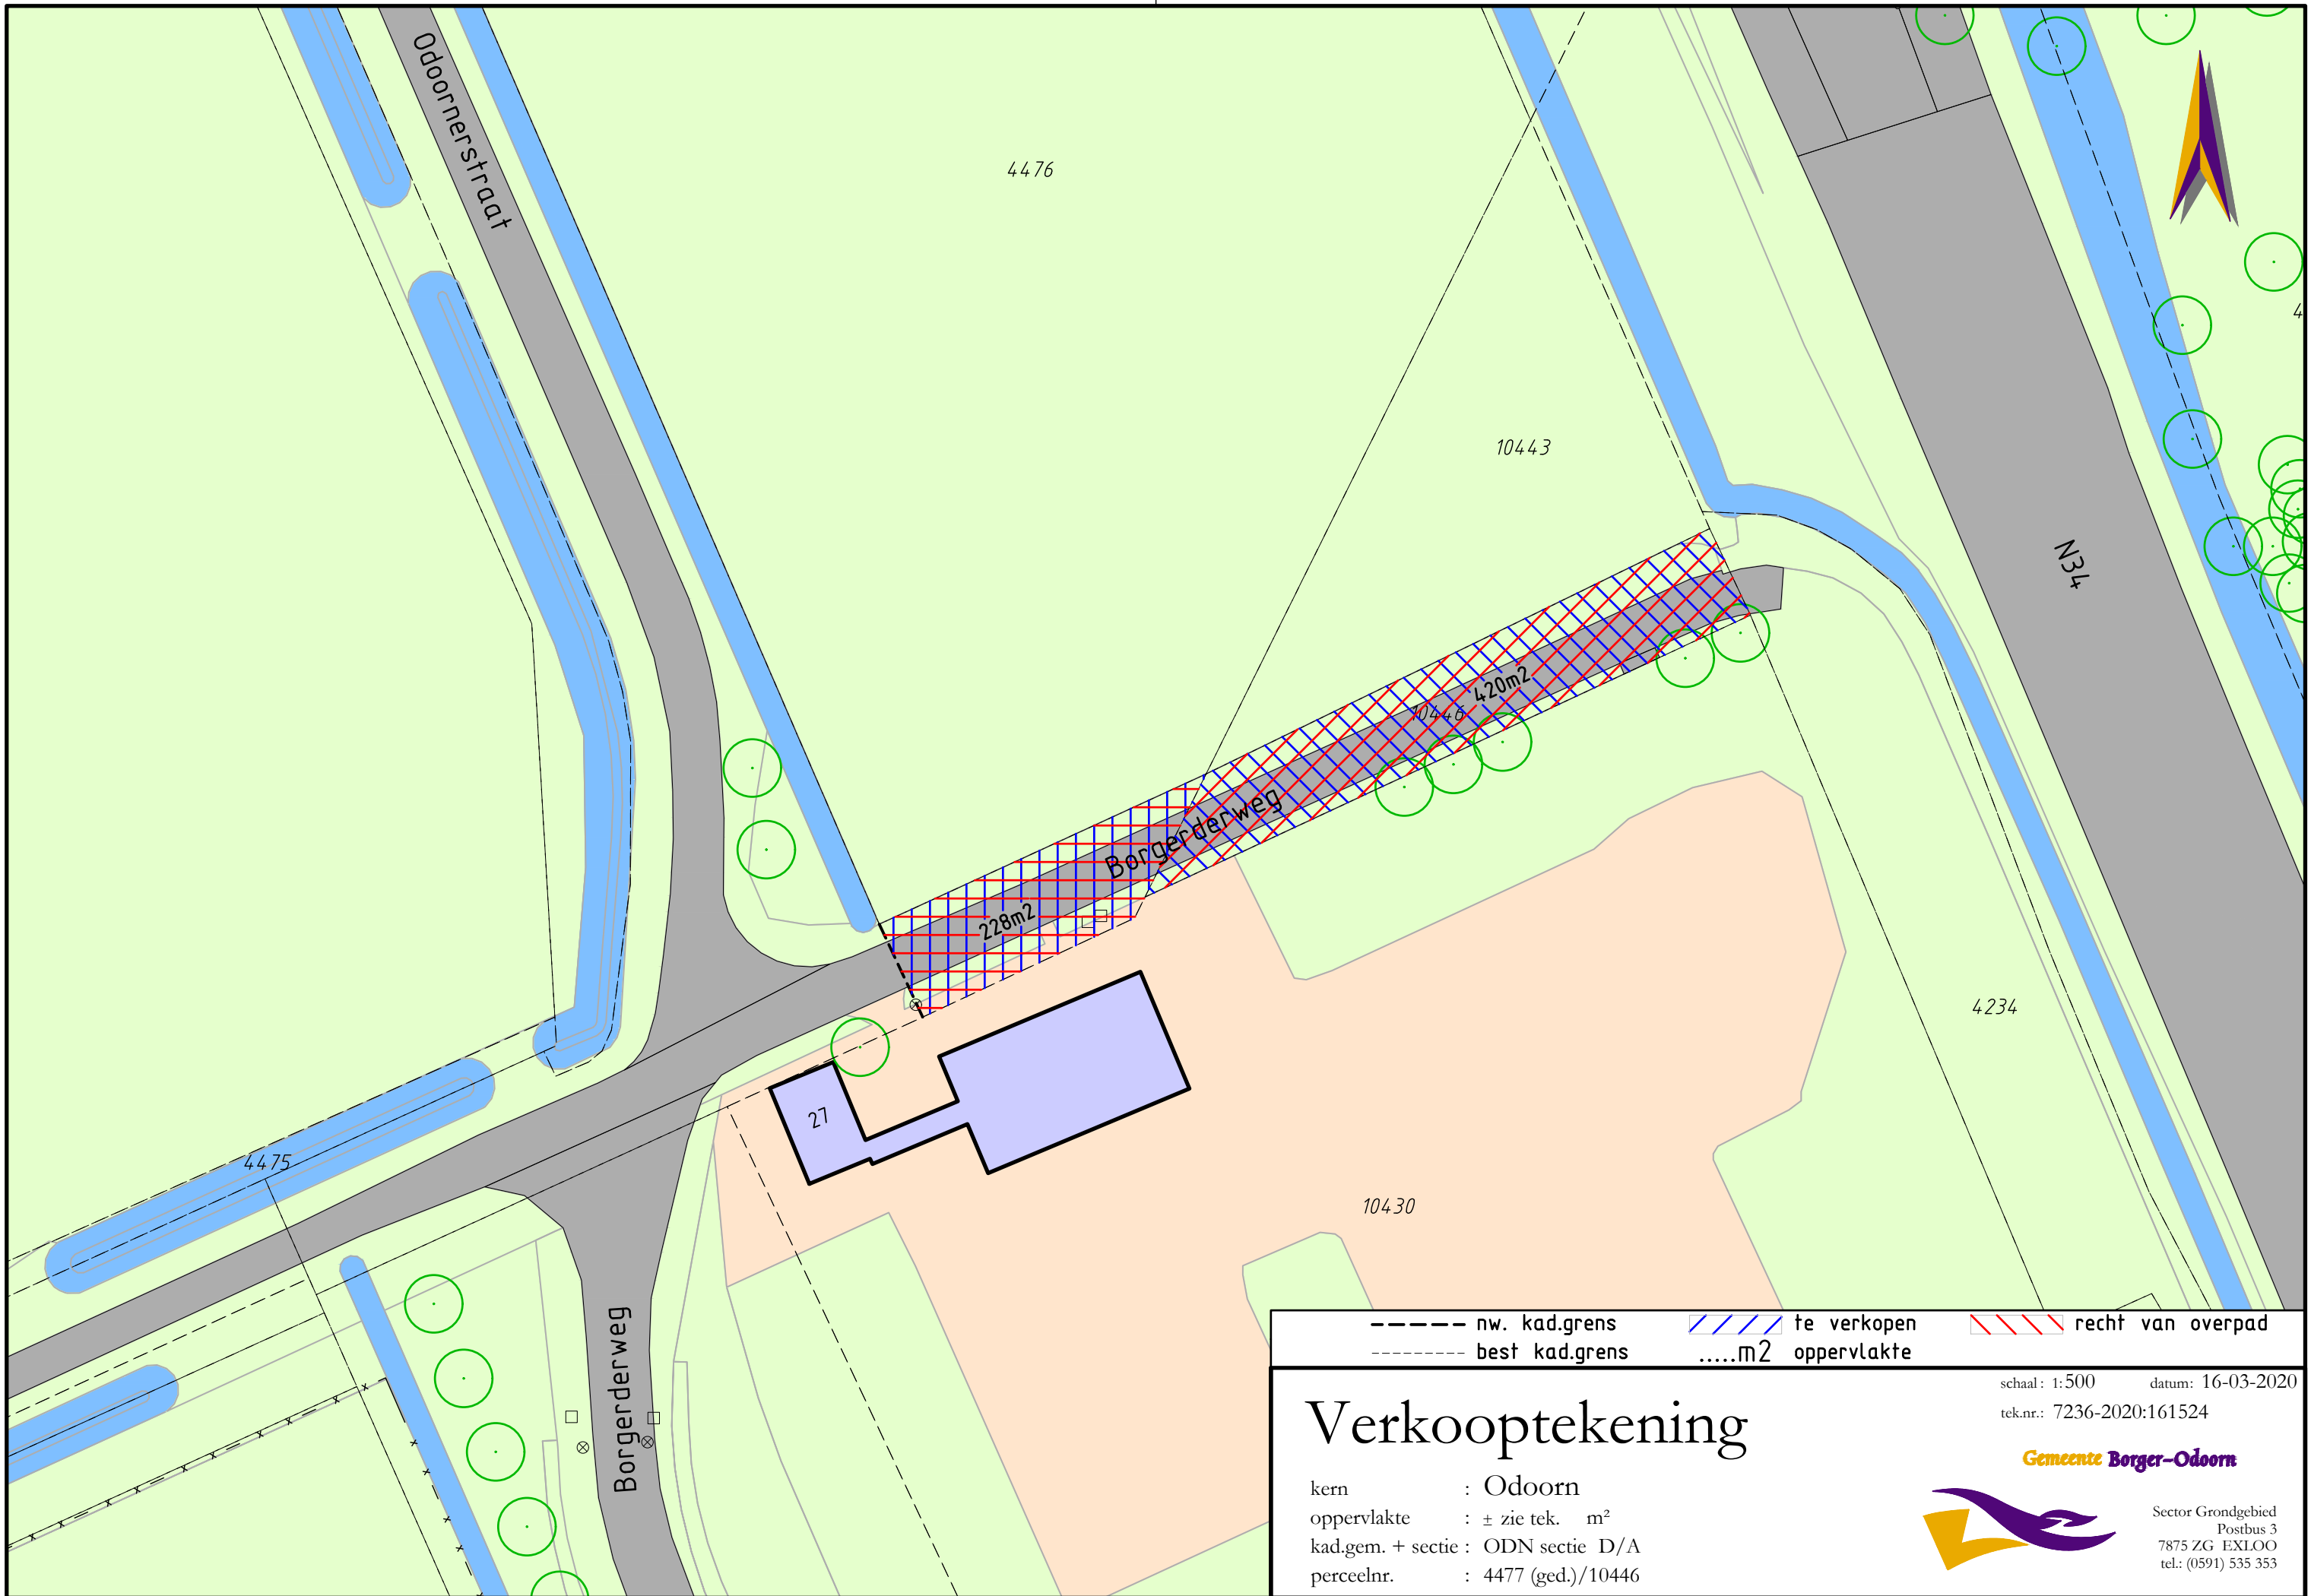 Odoornerstraat
4476
10443
N34
4
420m2
10446
Borgerderweg
228m2
4234
27
4475
10430
Borgerderweg
nw. kad.grens
te verkopen
recht van overpad
best kad.grens
.....m2 oppervlakte
Verkooptekening
schaal : 1:500 datum: 16-03-2020
tek.nr.: 7236-2020:161524
Gemeente Borger-Odoorn
kern : Odoorn
oppervlakte : ± zie tek. m²
kad.gem. + sectie : ODN sectie D/A
perceelnr. : 4477 (ged.)/10446
Sector Grondgebied
Postbus 3
7875 ZG EXLOO
tel.: (0591) 535 353